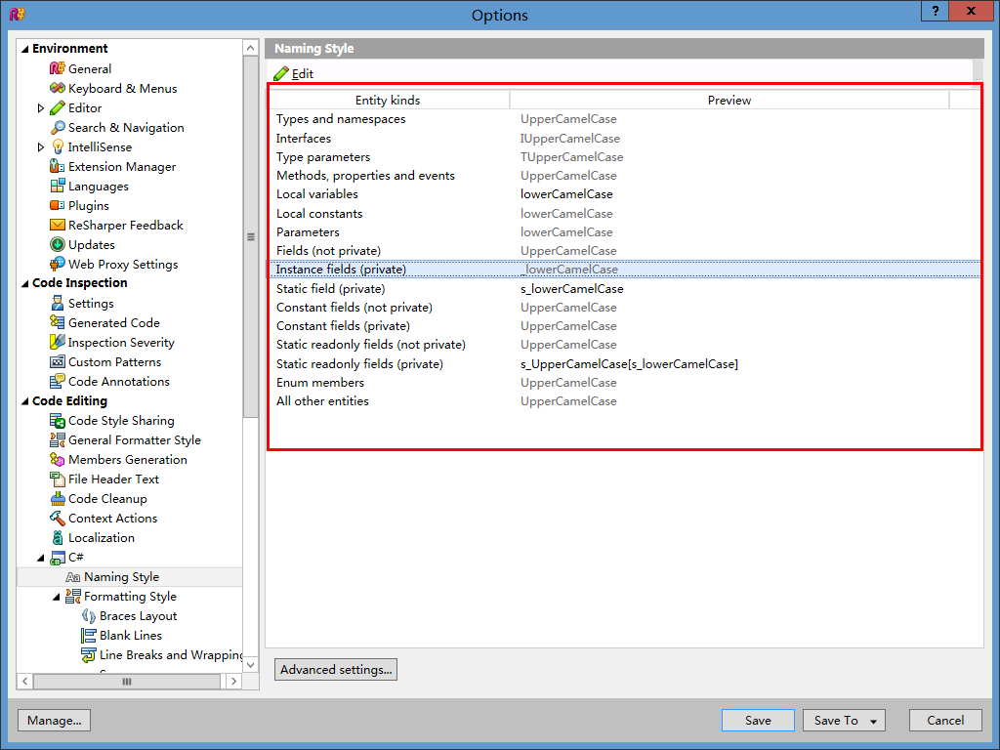 Options
?
X
Environment
General
Keyboard & Menus
Editor
Search & Navigation
IntelliSense
Extension Manager
Languages
Plugins
ReSharper Feedback
Updates
Web Proxy Settings
Code Inspection
Settings
Generated Code
Inspection Severity
Custom Patterns
Code Annotations
Code Editing
Code Style Sharing
General Formatter Style
Members Generation
File Header Text
Code Cleanup
Context Actions
Localization
C#
Naming Style
Formatting Style
Braces Layout
Blank Lines
Line Breaks and Wrapping
Naming Style
Edit
Entity kinds Preview
Types and namespaces UpperCamelCase
Interfaces IUpperCamelCase
Type parameters TUpperCamelCase
Methods, properties and events UpperCamelCase
Local variables lowerCamelCase
Local constants lowerCamelCase
Parameters lowerCamelCase
Fields (not private) UpperCamelCase
Instance fields (private) _lowerCamelCase
Static field (private) s_lowerCamelCase
Constant fields (not private) UpperCamelCase
Constant fields (private) UpperCamelCase
Static readonly fields (not private) UpperCamelCase
Static readonly fields (private) s_UpperCamelCase[s_lowerCamelCase]
Enum members UpperCamelCase
All other entities UpperCamelCase
Advanced settings...
Manage... Save Save To Cancel